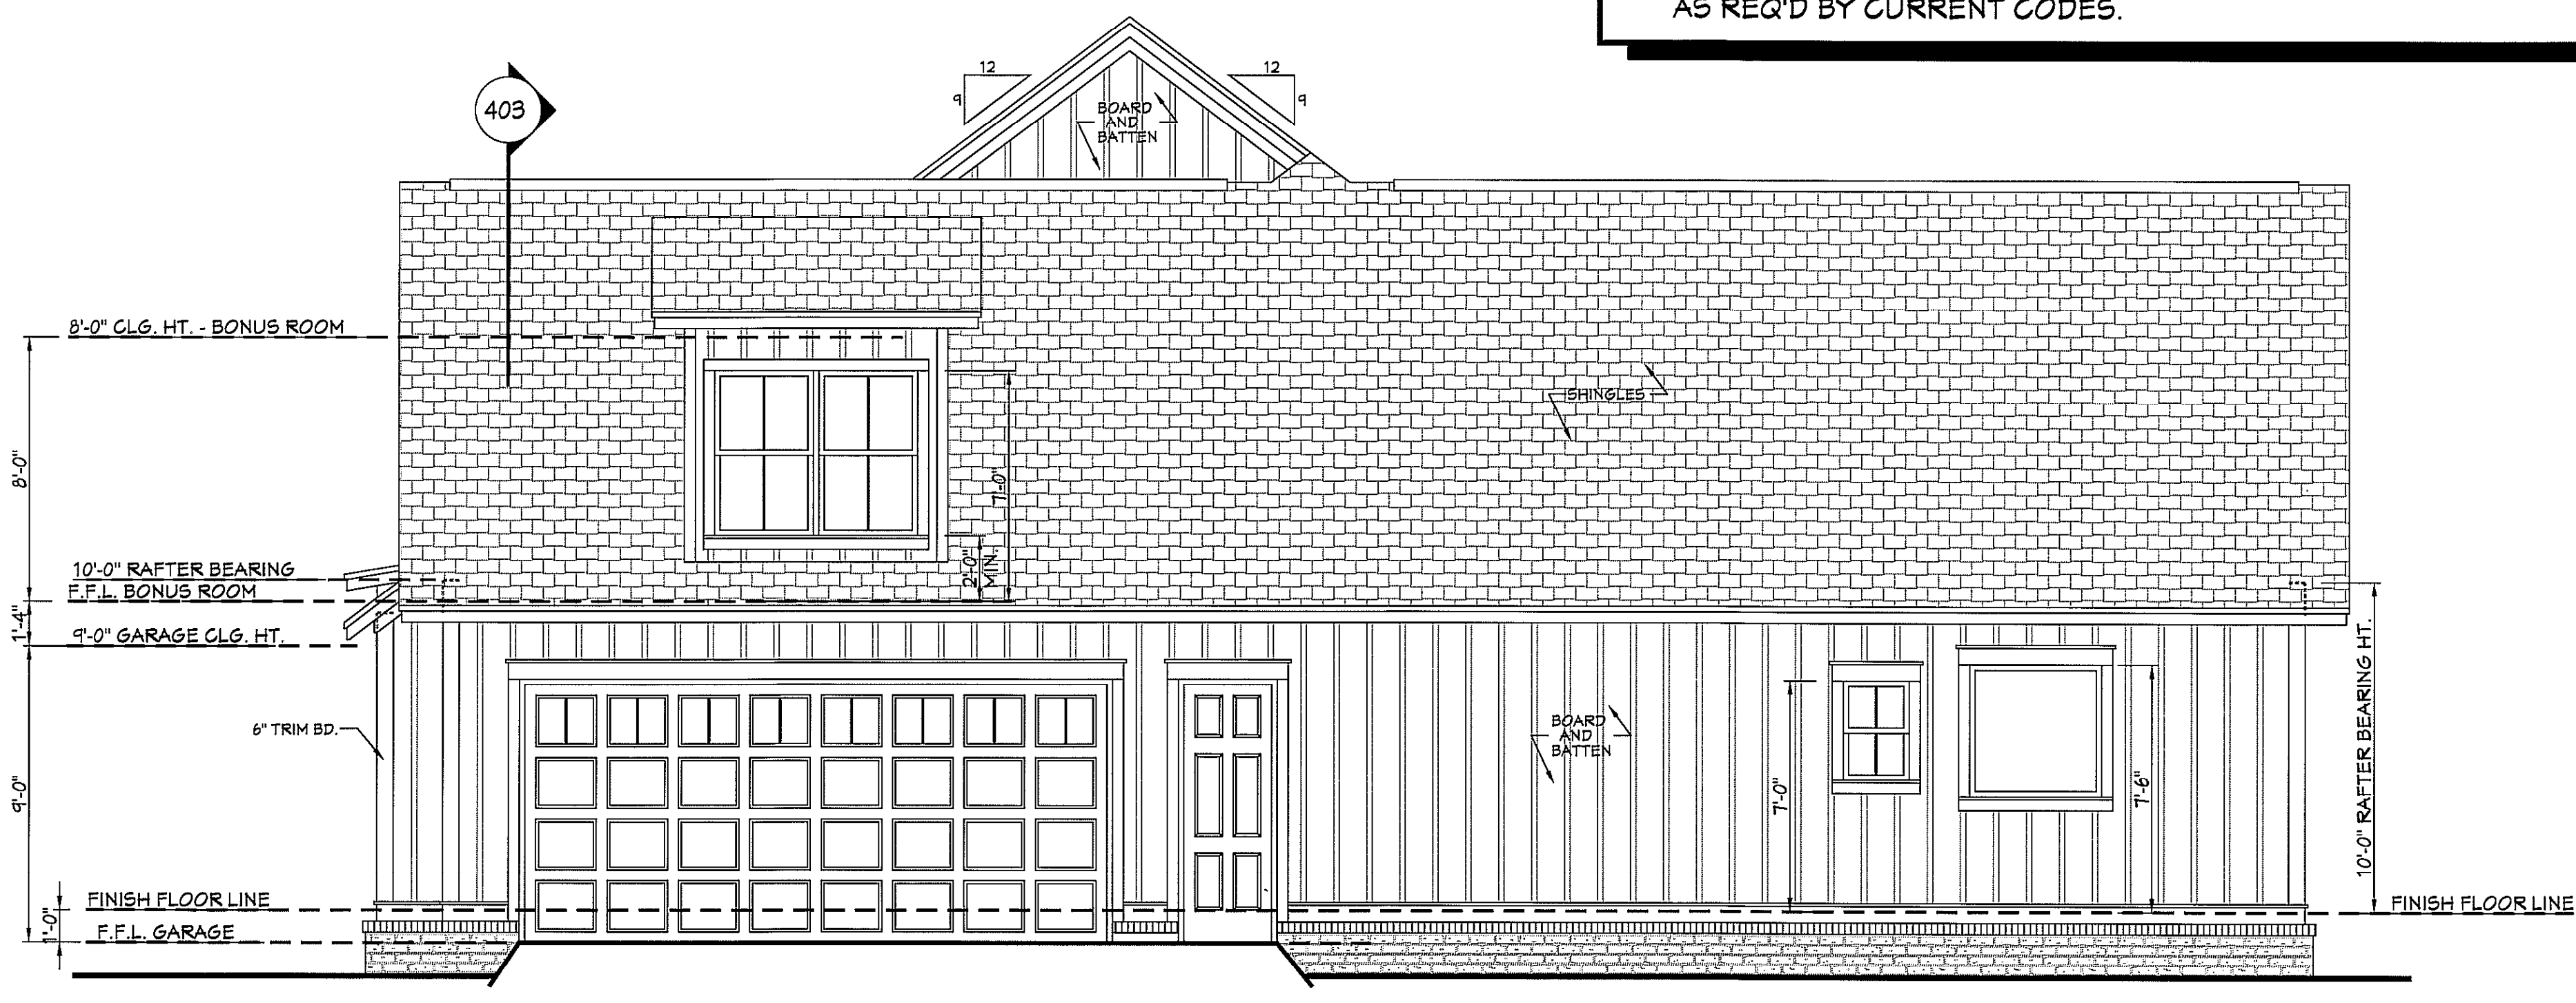 AS REQ'D BY CURRENT CODES.
403
12
9
12
9
BOARD
AND
BATTEN
8'-0" CLG. HT. - BONUS ROOM
SHINGLES
8'-0"
7'-0"
2'-0"
MIN.
10'-0" RAFTER BEARING
F.F.L. BONUS ROOM
1'-4"
9'-0" GARAGE CLG. HT.
6" TRIM BD.
BOARD
AND
BATTEN
9'-0"
7'-0"
7'-6"
10'-0" RAFTER BEARING HT.
FINISH FLOOR LINE
FINISH FLOOR LINE
1'-0"
F.F.L. GARAGE